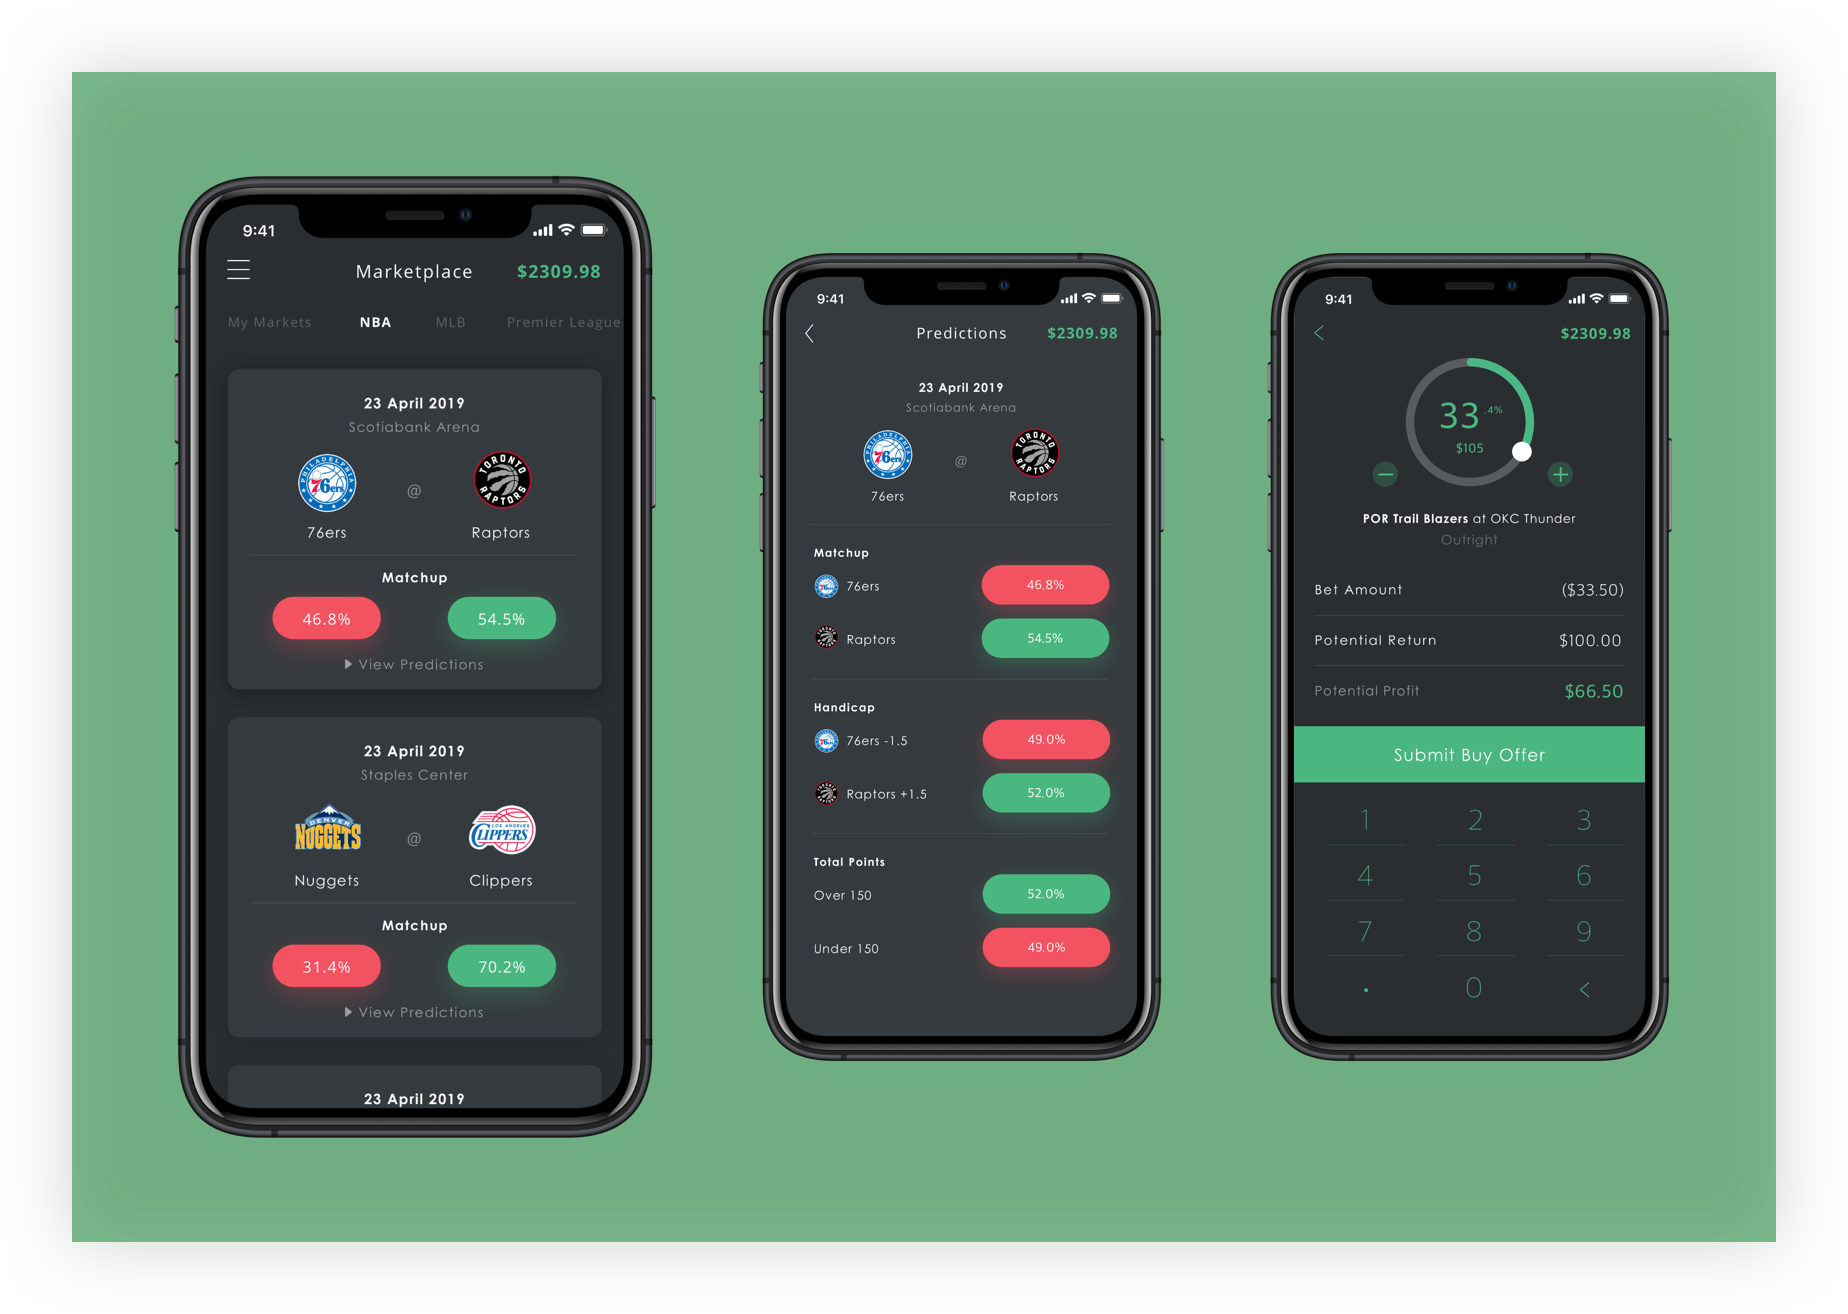 9:41
Marketplace $2309.98
My Markets NBA MLB Premier League
23 April 2019
Scotiabank Arena
PHILADELPHIA 76ers
@
TORONTO RAPTORS
76ers Raptors
Matchup
46.8% 54.5%
View Predictions
23 April 2019
Staples Center
DENVER NUGGETS
@
LOS ANGELES CLIPPERS
Nuggets Clippers
Matchup
31.4% 70.2%
View Predictions
23 April 2019
9:41
Predictions $2309.98
23 April 2019
Scotiabank Arena
PHILADELPHIA 76ers
@
TORONTO RAPTORS
76ers Raptors
Matchup
76ers 46.8%
Raptors 54.5%
Handicap
76ers -1.5 49.0%
Raptors +1.5 52.0%
Total Points
Over 150 52.0%
Under 150 49.0%
9:41
$2309.98
33.4%
$105
POR Trail Blazers at OKC Thunder
Outright
Bet Amount ($33.50)
Potential Return $100.00
Potential Profit $66.50
Submit Buy Offer
1 2 3
4 5 6
7 8 9
. 0 <